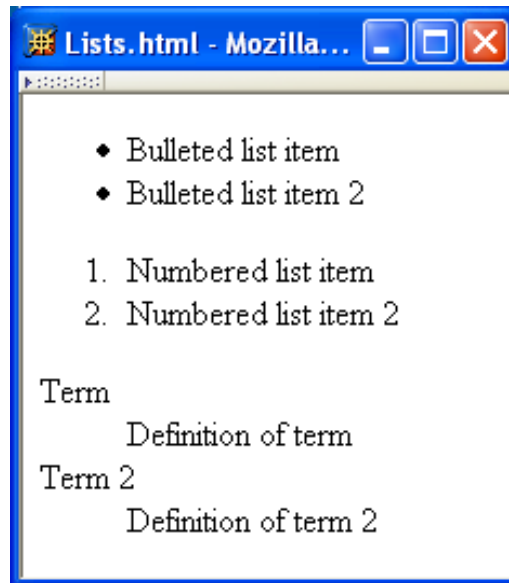 Lists.html - Mozilla...
• Bulleted list item
• Bulleted list item 2
1. Numbered list item
2. Numbered list item 2
Term
Definition of term
Term 2
Definition of term 2